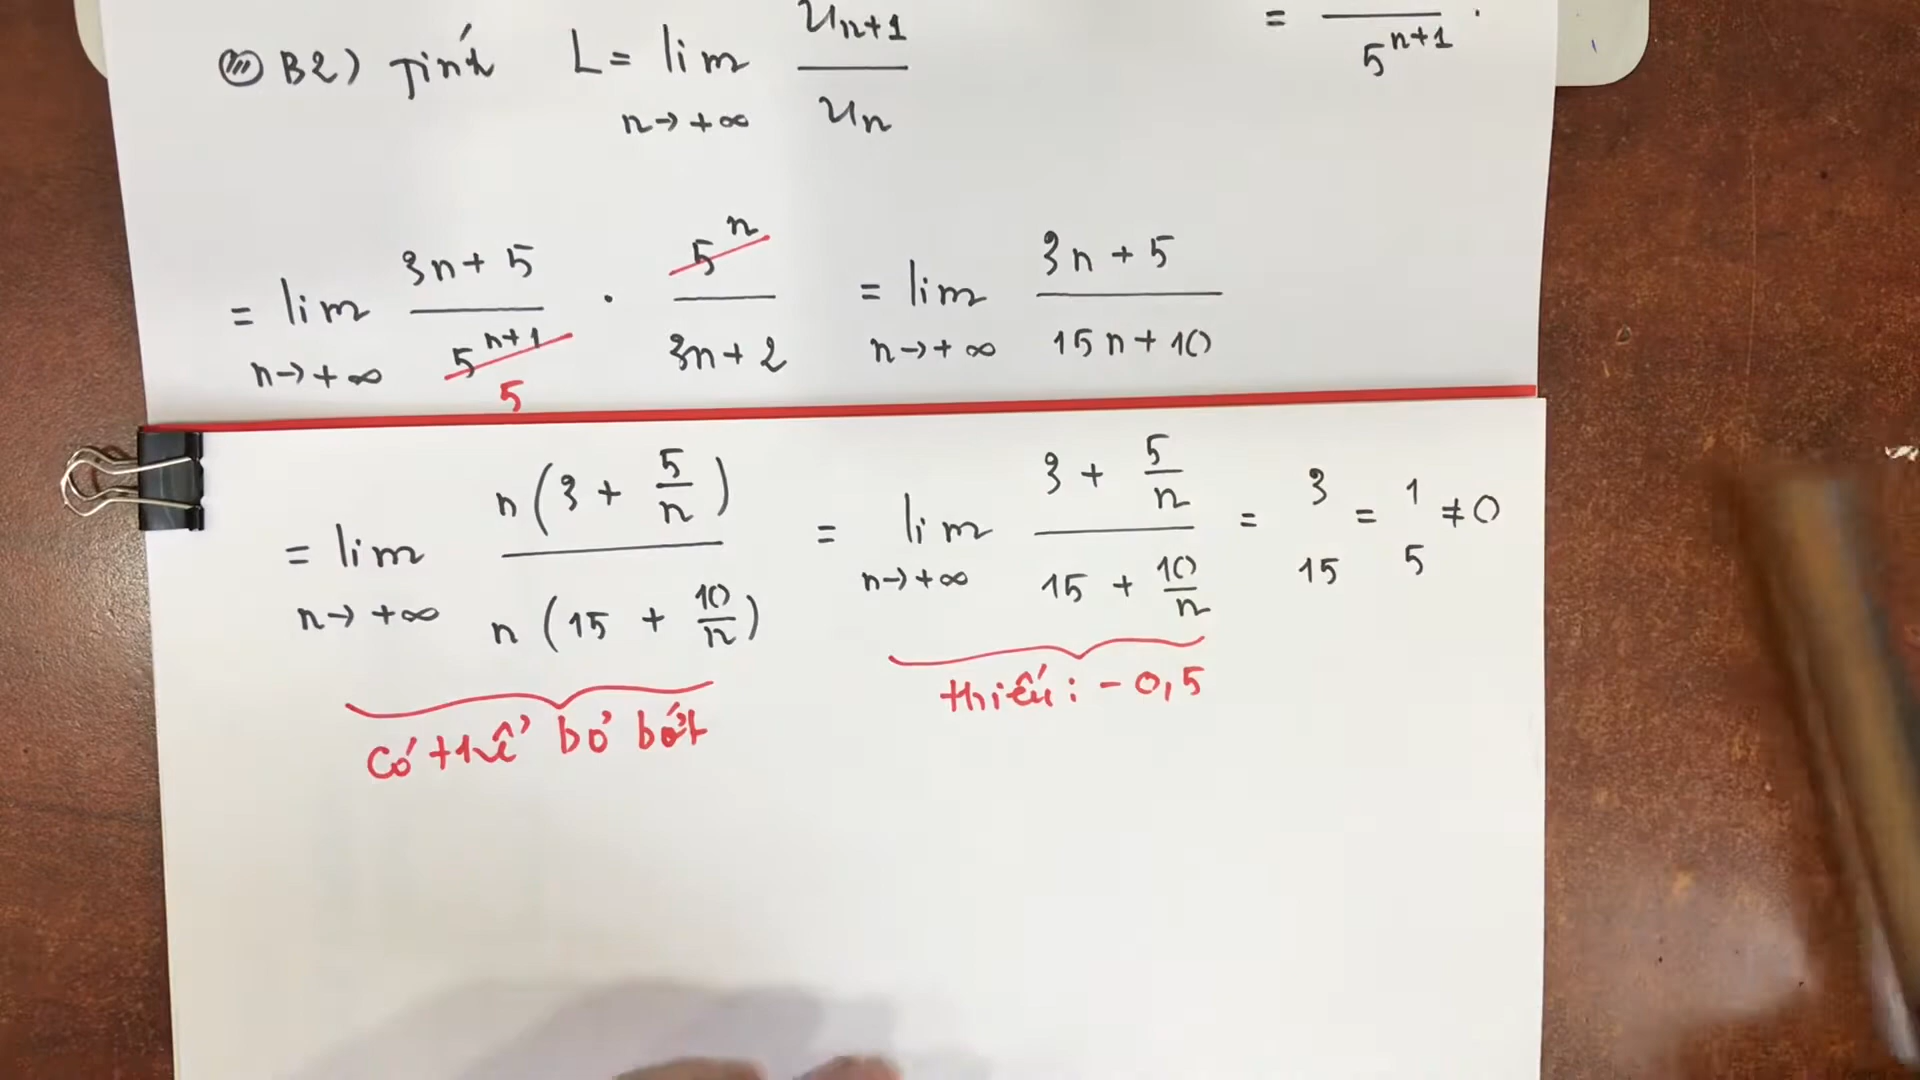 B2) Tính L = lim n→+∞ u_{n+1} / u_n
= / 5^{n+1} .
= lim n→+∞ (3n + 5) / 5^{n+1} 5 . 5^n / (3n + 2) = lim n→+∞ (3n + 5) / (15n + 10)
= lim n→+∞ n(3 + 5/n) / n(15 + 10/n) = lim n→+∞ (3 + 5/n) / (15 + 10/n) = 3 15 = 1 5 ≠ 0
có thể bỏ bớt
thiếu: - 0,5